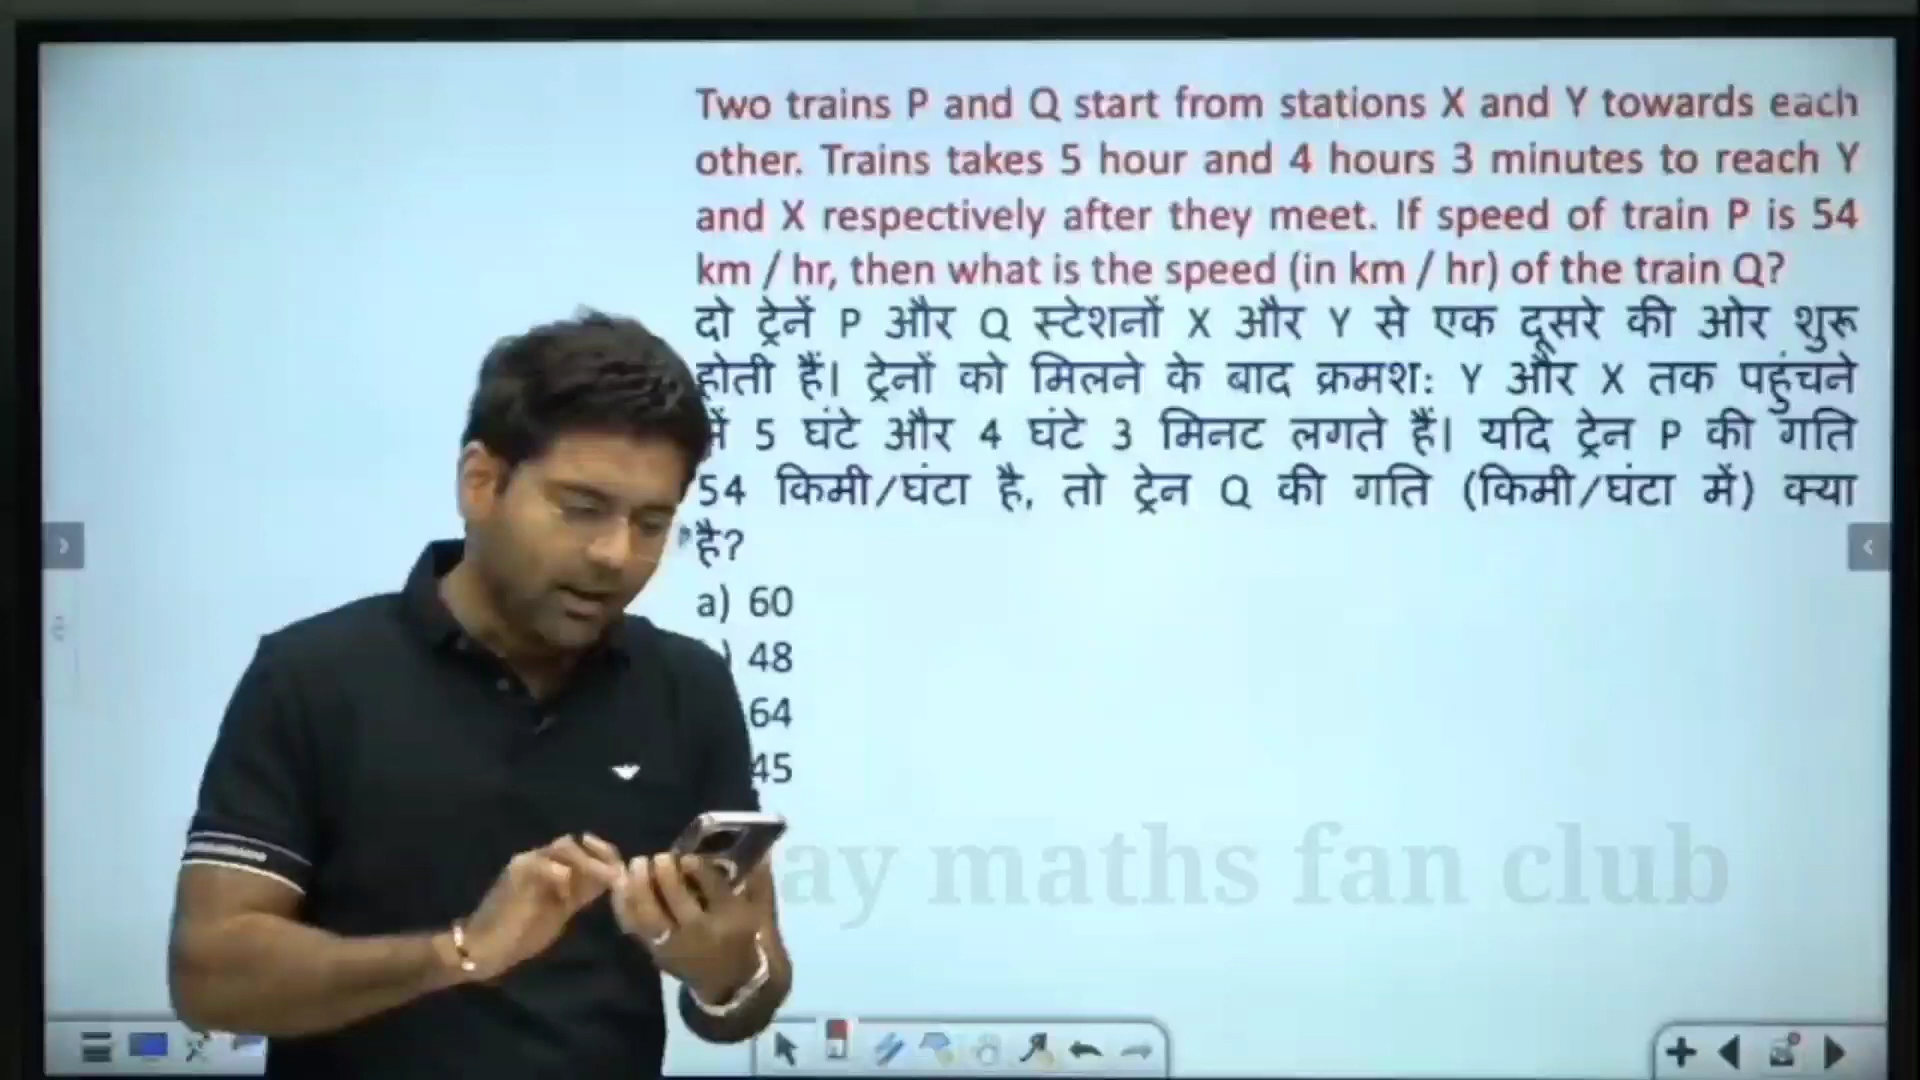 Two trains P and Q start from stations X and Y towards each
other. Trains takes 5 hour and 4 hours 3 minutes to reach Y
and X respectively after they meet. If speed of train P is 54
km / hr, then what is the speed (in km / hr) of the train Q?
दो ट्रेनें P और Q स्टेशनों X और Y से एक दूसरे की ओर शुरू
होती हैं। ट्रेनों को मिलने के बाद क्रमश: Y और X तक पहुंचने
में 5 घंटे और 4 घंटे 3 मिनट लगते हैं। यदि ट्रेन P की गति
54 किमी/घंटा है, तो ट्रेन Q की गति (किमी/घंटा में) क्या
है?
a) 60
) 48
64
45
ay maths fan club